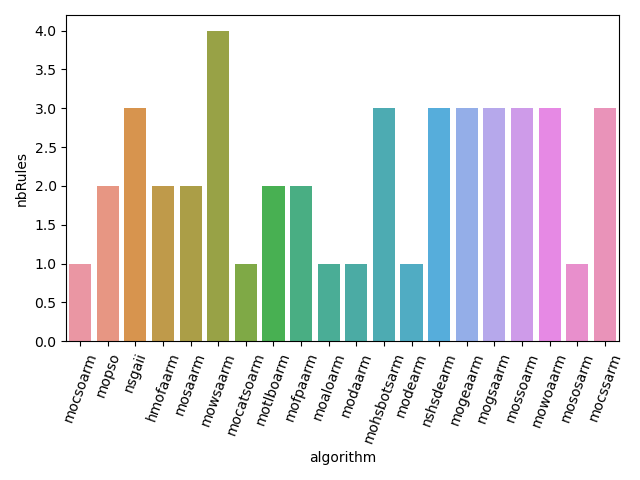 4.0
3.5
3.0
2.5
2.0
1.5
1.0
0.5
0.0
nbRules
mocsoarm
mopso
nsgaii
hmofaarm
mosaarm
mowsaarm
mocatsoarm
motlboarm
mofpaarm
moaloarm
modaarm
mohsbotsarm
modearm
nshsdearm
mogeaarm
mogsaarm
mossoarm
mowoaarm
mososarm
mocssarm
algorithm